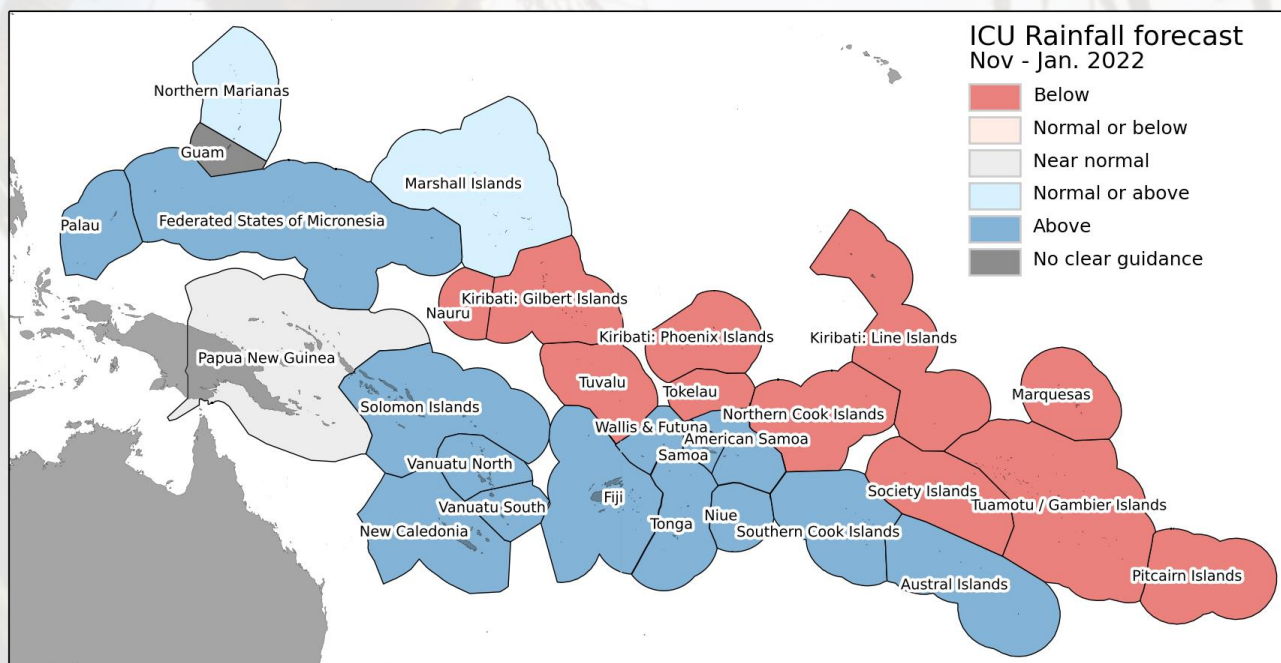 ICU Rainfall forecast
Nov - Jan. 2022
Below
Normal or below
Near normal
Normal or above
Above
No clear guidance
Northern Marianas
Guam
Marshall Islands
Palau
Federated States of Micronesia
Nauru
Kiribati: Gilbert Islands
Kiribati: Phoenix Islands
Kiribati: Line Islands
Papua New Guinea
Tuvalu
Tokelau
Marquesas
Solomon Islands
Northern Cook Islands
Wallis & Futuna
American Samoa
Samoa
Vanuatu North
Society Islands
Fiji
Tuamotu / Gambier Islands
Vanuatu South
Niue
Tonga
New Caledonia
Southern Cook Islands
Pitcairn Islands
Austral Islands